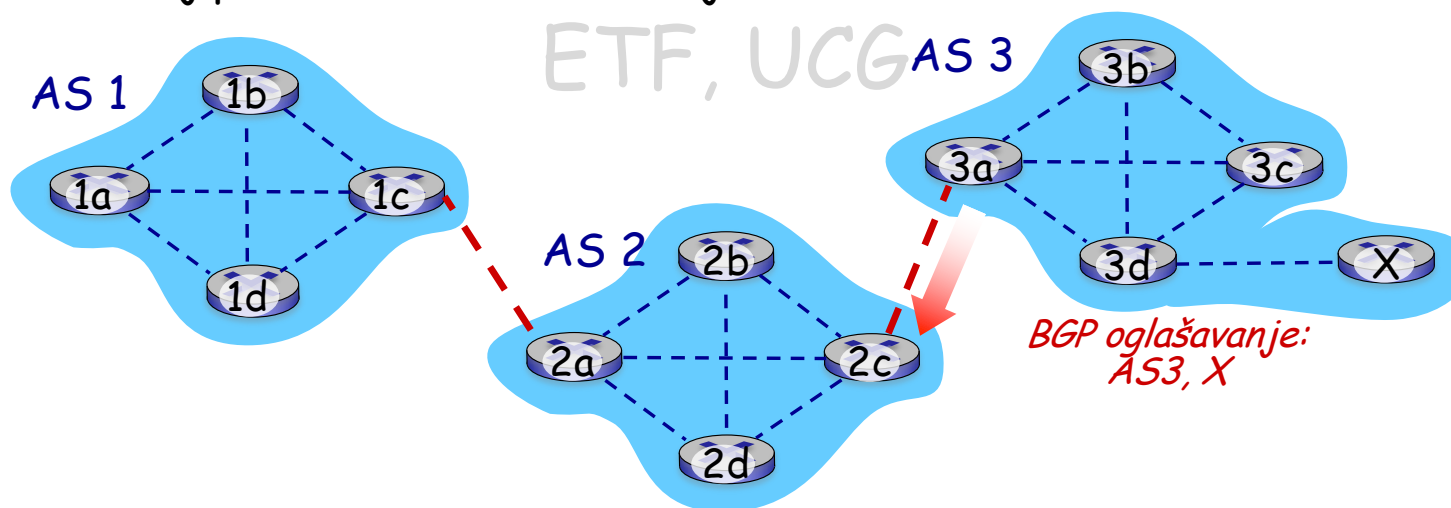 ETF, UCG
AS 1
1b
1a
1c
1d
AS 2
2b
2a
2c
2d
AS 3
3b
3a
3c
3d
X
BGP oglašavanje:
AS3, X